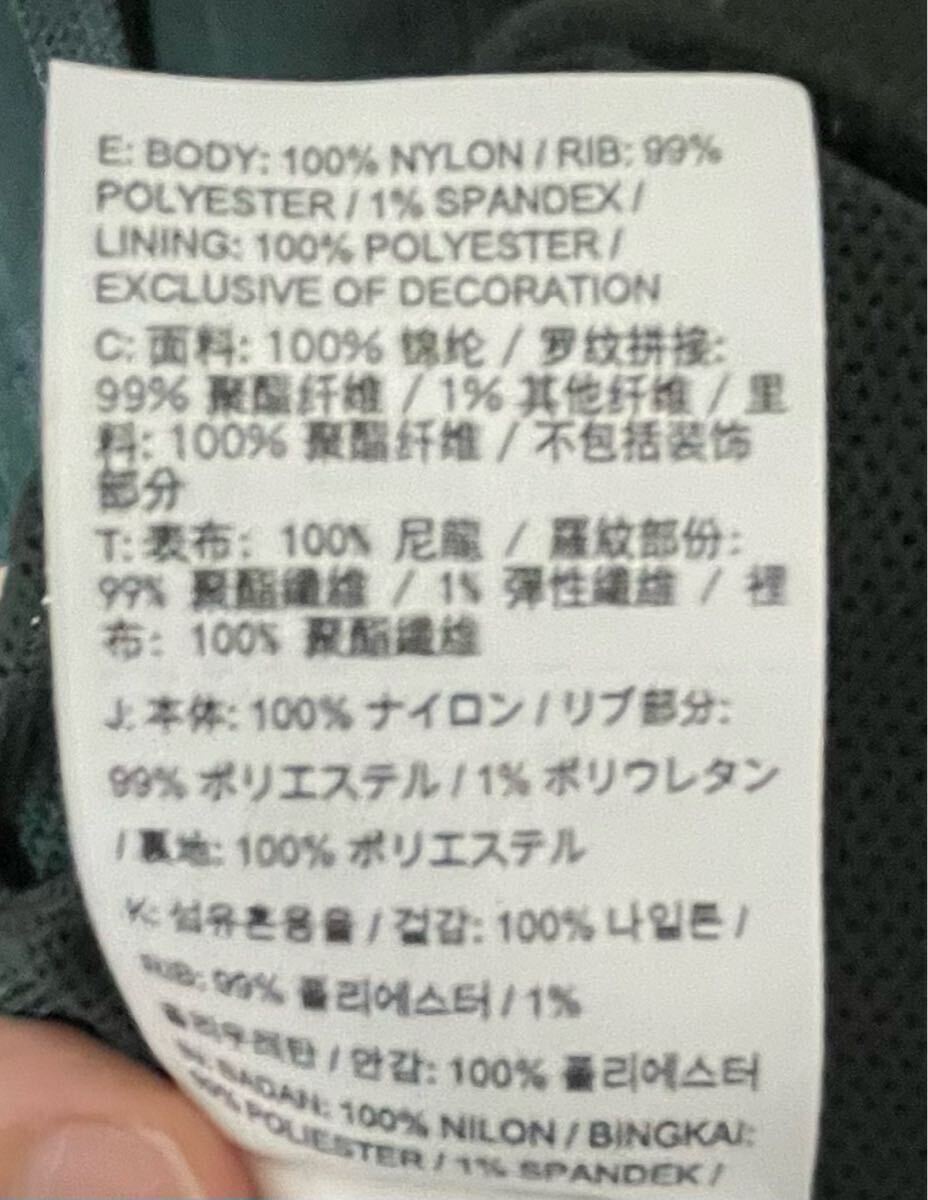 E: BODY: 100% NYLON / RIB: 99%
POLYESTER / 1% SPANDEX /
LINING: 100% POLYESTER /
EXCLUSIVE OF DECORATION
C: 面料: 100% 锦纶 / 罗纹拼接:
99% 聚酯纤维 / 1% 其他纤维 / 里
料: 100% 聚酯纤维 / 不包括装饰
部分
T: 表布: 100% 尼龍 / 羅紋部份:
99% 聚酯纖維 / 1% 彈性纖維 / 裡
布: 100% 聚酯纖維
J: 本体: 100% ナイロン / リブ部分:
99% ポリエステル / 1% ポリウレタン
/ 裏地: 100% ポリエステル
K: 섬유혼용율 / 겉감: 100% 나일론 /
RIB: 99% 폴리에스터 / 1%
폴리우레탄 / 안감: 100% 폴리에스터
BADAN: 100% NILON / BINGKAI:
99% POLIESTER / 1% SPANDEK /